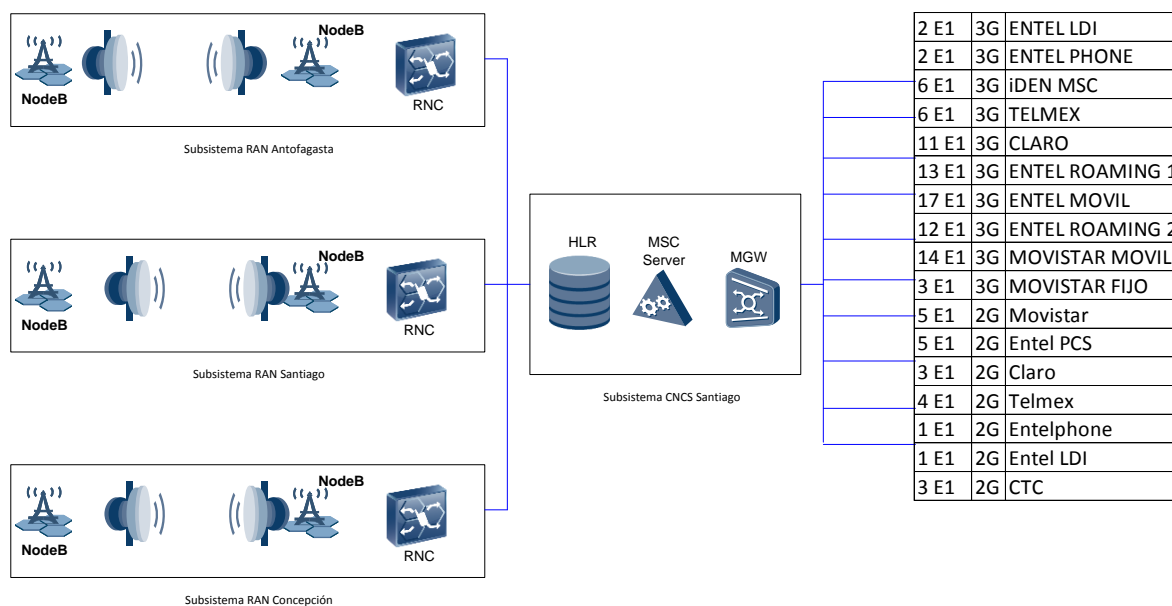 NodeB
NodeB
RNC
Subsistema RAN Antofagasta
NodeB
NodeB
RNC
Subsistema RAN Santiago
NodeB
NodeB
RNC
Subsistema RAN Concepción
HLR
MSC
Server
MGW
Subsistema CNCS Santiago
2 E1 3G ENTEL LDI
2 E1 3G ENTEL PHONE
6 E1 3G iDEN MSC
6 E1 3G TELMEX
11 E1 3G CLARO
13 E1 3G ENTEL ROAMING 1
17 E1 3G ENTEL MOVIL
12 E1 3G ENTEL ROAMING 2
14 E1 3G MOVISTAR MOVIL
3 E1 3G MOVISTAR FIJO
5 E1 2G Movistar
5 E1 2G Entel PCS
3 E1 2G Claro
4 E1 2G Telmex
1 E1 2G Entelphone
1 E1 2G Entel LDI
3 E1 2G CTC